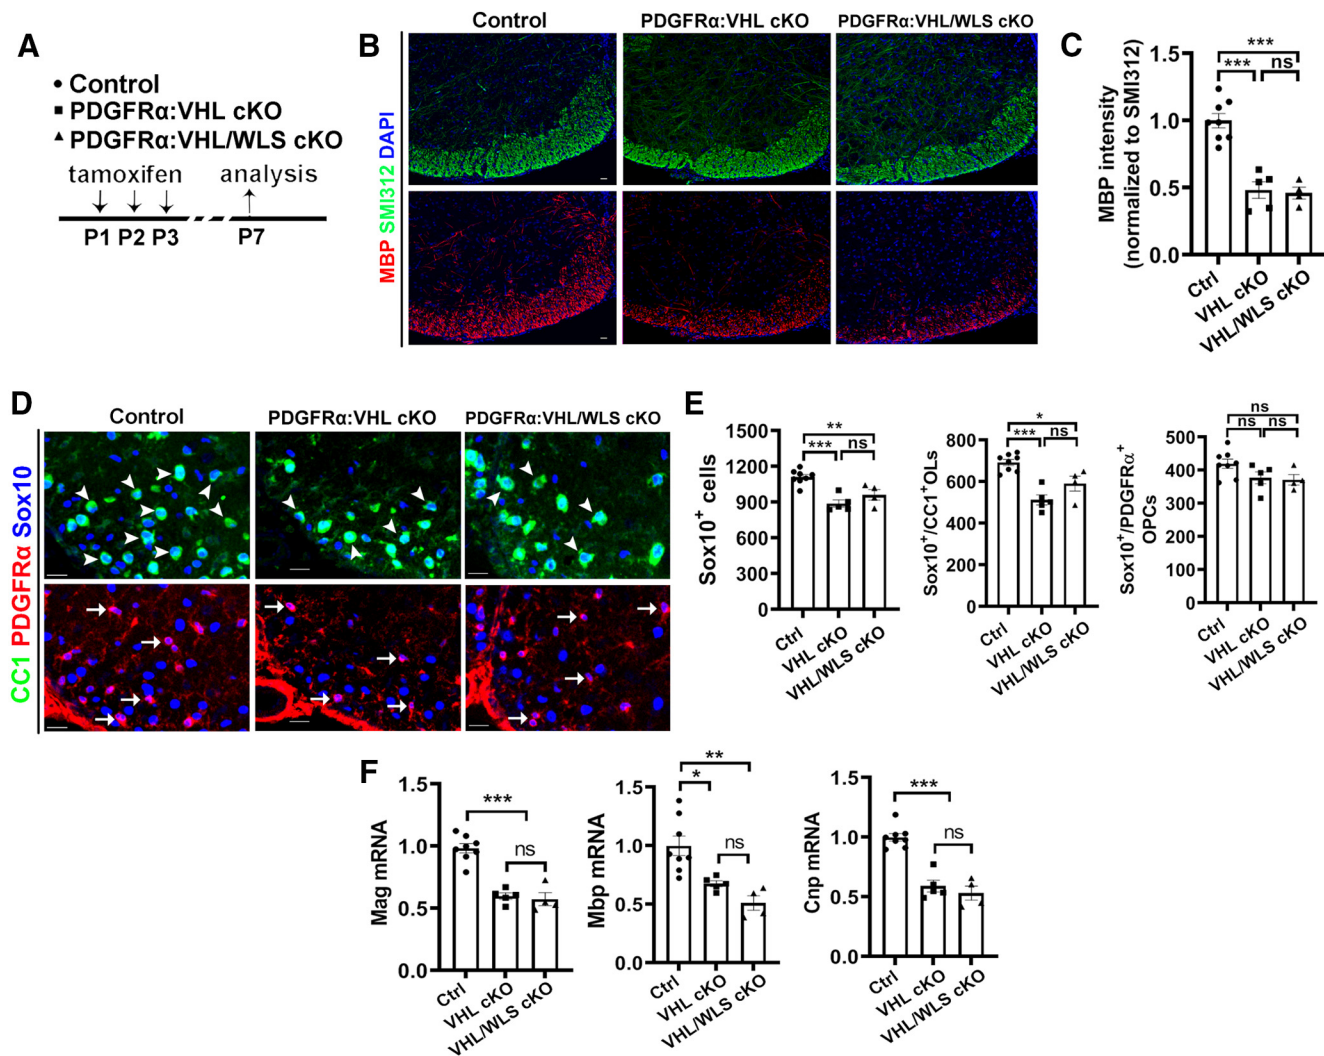 A
● Control
■ PDGFRα:VHL cKO
▲ PDGFRα:VHL/WLS cKO
tamoxifen analysis
P1 P2 P3 P7
B
Control PDGFRα:VHL cKO PDGFRα:VHL/WLS cKO
MBP SMI312 DAPI
C
MBP intensity
(normalized to SMI312)
***
*** ns
1.5
1.0
0.5
0.0
Ctrl
VHL cKO
VHL/WLS cKO
D
Control PDGFRα:VHL cKO PDGFRα:VHL/WLS cKO
CC1 PDGFRα Sox10
E
Sox10+ cells
**
*** ns
1500
1200
900
600
300
0
Ctrl
VHL cKO
VHL/WLS cKO
Sox10+/CC1+OLs
*
*** ns
800
600
400
200
0
Ctrl
VHL cKO
VHL/WLS cKO
Sox10+/PDGFRα+
OPCs
ns
ns ns
500
400
300
200
100
0
Ctrl
VHL cKO
VHL/WLS cKO
F
Mag mRNA
***
ns
1.5
1.0
0.5
0.0
Ctrl
VHL cKO
VHL/WLS cKO
Mbp mRNA
**
*
ns
1.5
1.0
0.5
0.0
Ctrl
VHL cKO
VHL/WLS cKO
Cnp mRNA
***
ns
1.5
1.0
0.5
0.0
Ctrl
VHL cKO
VHL/WLS cKO